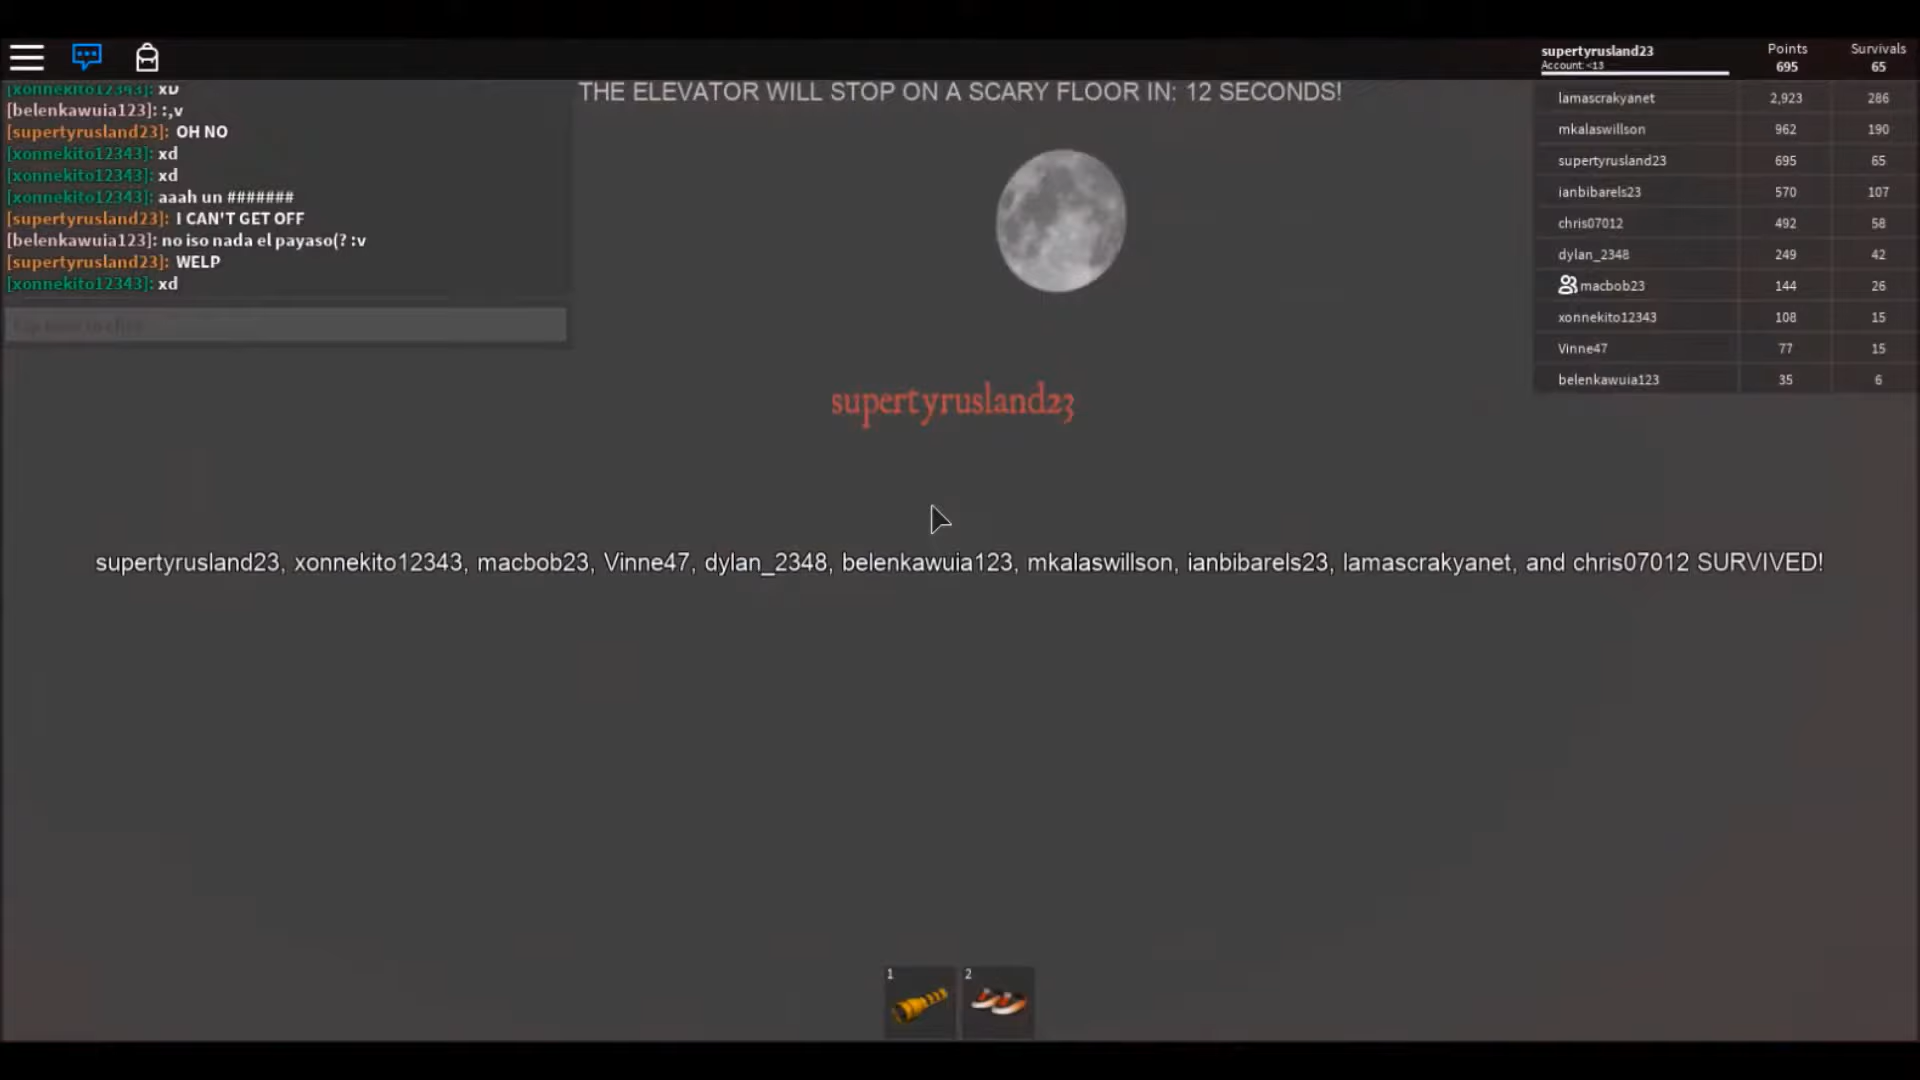 supertyrusland23
Account: <13
Points
695
Survivals
65
[xonnekito12343]: xD
[belenkawuia123]: :,v
[supertyrusland23]: OH NO
[xonnekito12343]: xd
[xonnekito12343]: xd
[xonnekito12343]: aaah un #######
[supertyrusland23]: I CAN'T GET OFF
[belenkawuia123]: no iso nada el payaso(? :v
[supertyrusland23]: WELP
[xonnekito12343]: xd
THE ELEVATOR WILL STOP ON A SCARY FLOOR IN: 12 SECONDS!
lamascrakyanet 2,923 286
mkalaswillson 962 190
supertyrusland23 695 65
ianbibarels23 570 107
chris07012 492 58
dylan_2348 249 42
macbob23 144 26
xonnekito12343 108 15
Vinne47 77 15
belenkawuia123 35 6
supertyrusland23
supertyrusland23, xonnekito12343, macbob23, Vinne47, dylan_2348, belenkawuia123, mkalaswillson, ianbibarels23, lamascrakyanet, and chris07012 SURVIVED!
1
2